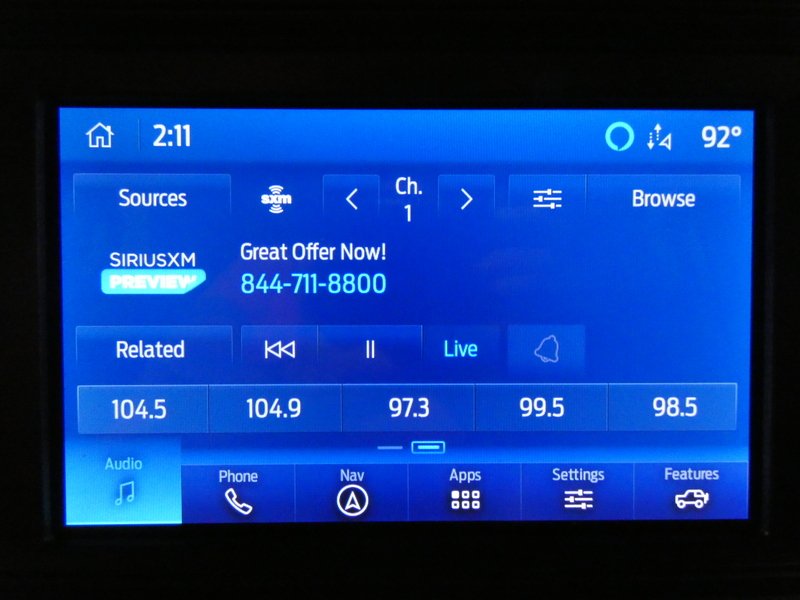 2:11
92°
Sources
sxm
Ch.
1
Browse
SIRIUSXM
PREVIEW
Great Offer Now!
844-711-8800
Related
Live
104.5 104.9 97.3 99.5 98.5
Audio Phone Nav Apps Settings Features